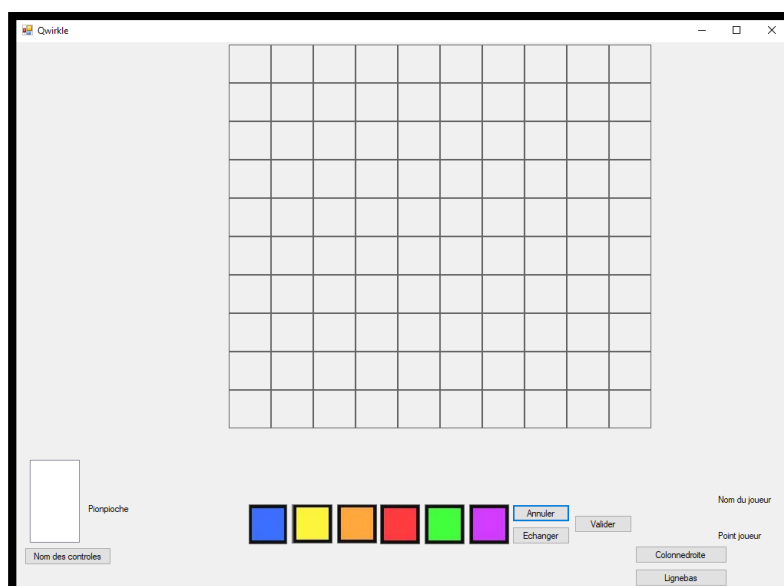 Qwirkle
Nom du joueur
Pionpioche
Annuler
Valider
Echanger
Point joueur
Nom des controles
Colonnedroite
Lignebas